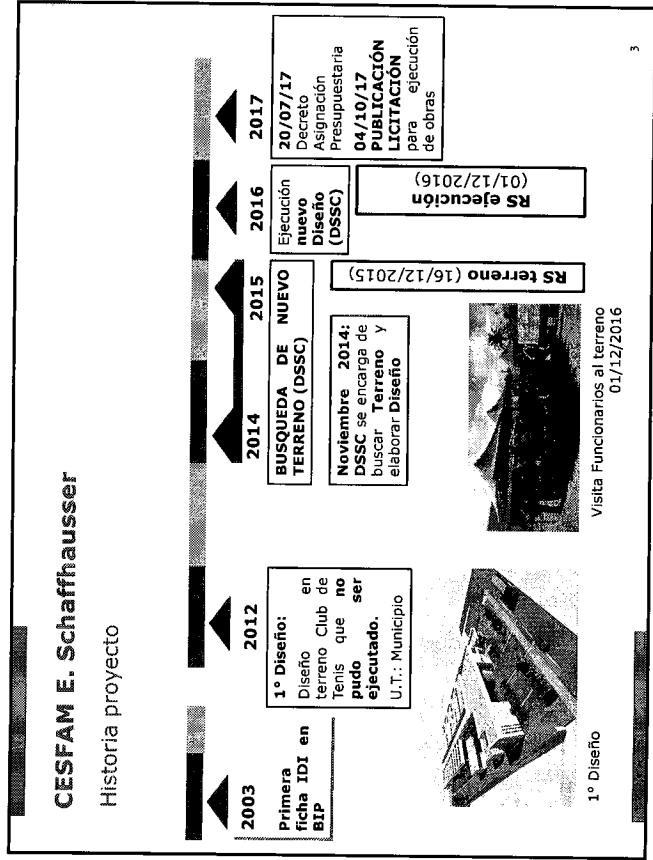 CESFAM E. Schaffhausser
Historia proyecto
2003
Primera
ficha IDI en
BIP
2012
1º Diseño:
Diseño en
terreno Club de
Tenis que no
pudo ser
ejecutado.
U.T.: Municipio
1º Diseño
2014
2015
BUSQUEDA DE NUEVO
TERRENO (DSSC)
Noviembre 2014:
DSSC se encarga de
buscar Terreno y
elaborar Diseño
RS terreno (16/12/2015)
Visita Funcionarios al terreno
01/12/2016
2016
Ejecución
nuevo
Diseño
(DSSC)
RS ejecución
(01/12/2016)
2017
20/07/17
Decreto
Asignación
Presupuestaria
04/10/17
PUBLICACIÓN
LICITACIÓN
para ejecución
de obras
3